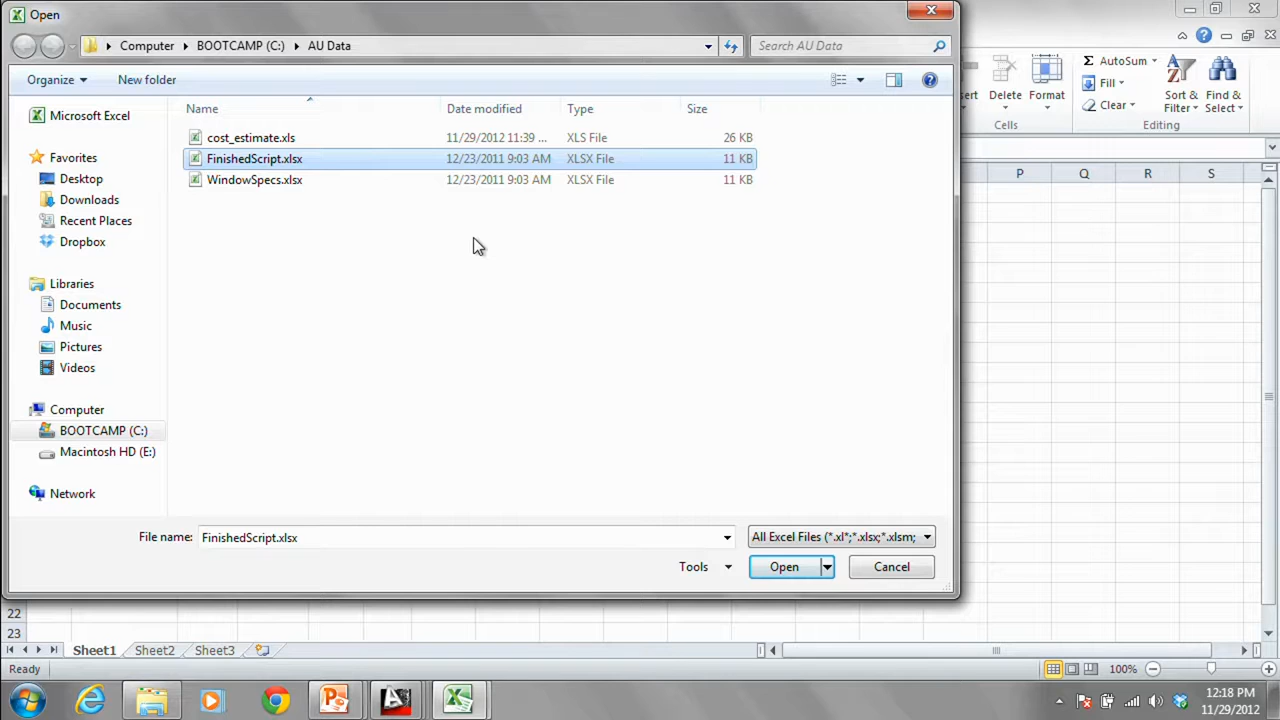 Open
Computer BOOTCAMP (C:) AU Data Search AU Data
Organize New folder
Name Date modified Type Size
cost_estimate.xls 11/29/2012 11:39 ... XLS File 26 KB
FinishedScript.xlsx 12/23/2011 9:03 AM XLSX File 11 KB
WindowSpecs.xlsx 12/23/2011 9:03 AM XLSX File 11 KB
Microsoft Excel
Favorites
Desktop
Downloads
Recent Places
Dropbox
Libraries
Documents
Music
Pictures
Videos
Computer
BOOTCAMP (C:)
Macintosh HD (E:)
Network
File name: FinishedScript.xlsx All Excel Files (*.xl*;*.xlsx;*.xlsm;
Tools Open Cancel
Delete Format
Cells
AutoSum
Fill
Clear
Sort & Filter
Find & Select
Editing
P Q R S
22
23
Sheet1 Sheet2 Sheet3
Ready 100%
12:18 PM
11/29/2012